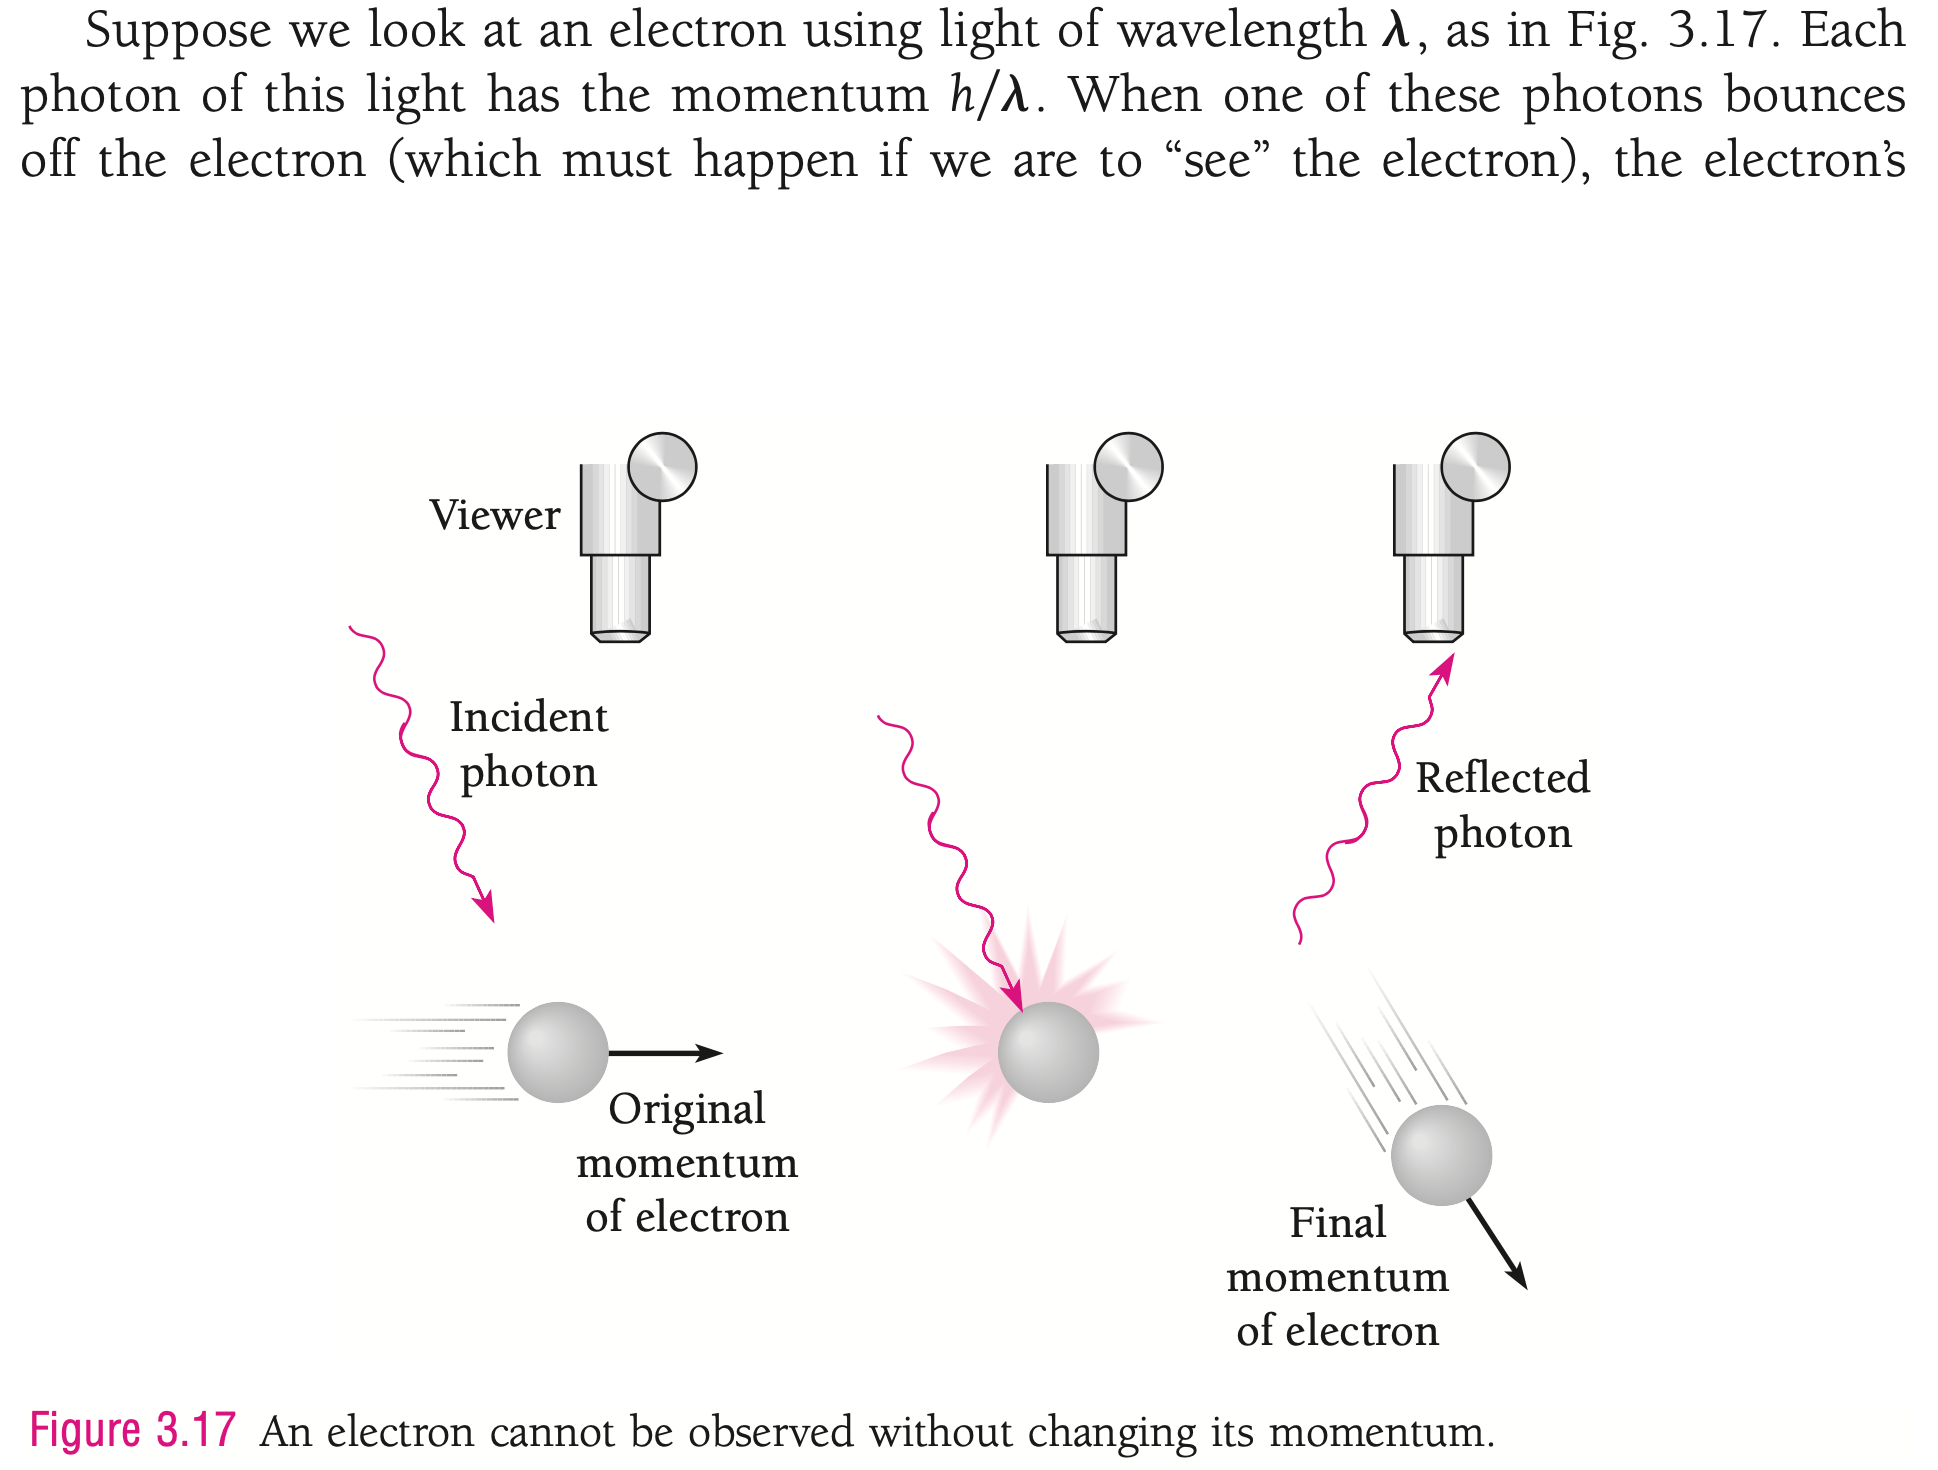 Suppose we look at an electron using light of wavelength λ, as in Fig. 3.17. Each
photon of this light has the momentum h/λ. When one of these photons bounces
off the electron (which must happen if we are to “see” the electron), the electron’s
Viewer
Incident
photon
Reflected
photon
Original
momentum
of electron
Final
momentum
of electron
Figure 3.17 An electron cannot be observed without changing its momentum.